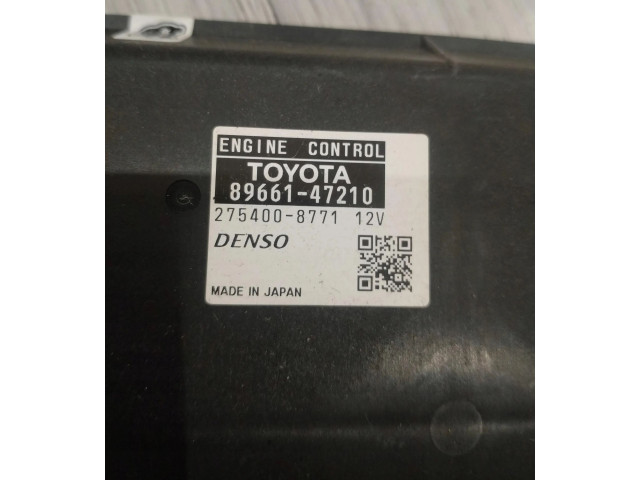 ENGINE CONTROL
TOYOTA
89661-47210
275400-8771 12V
DENSO
MADE IN JAPAN